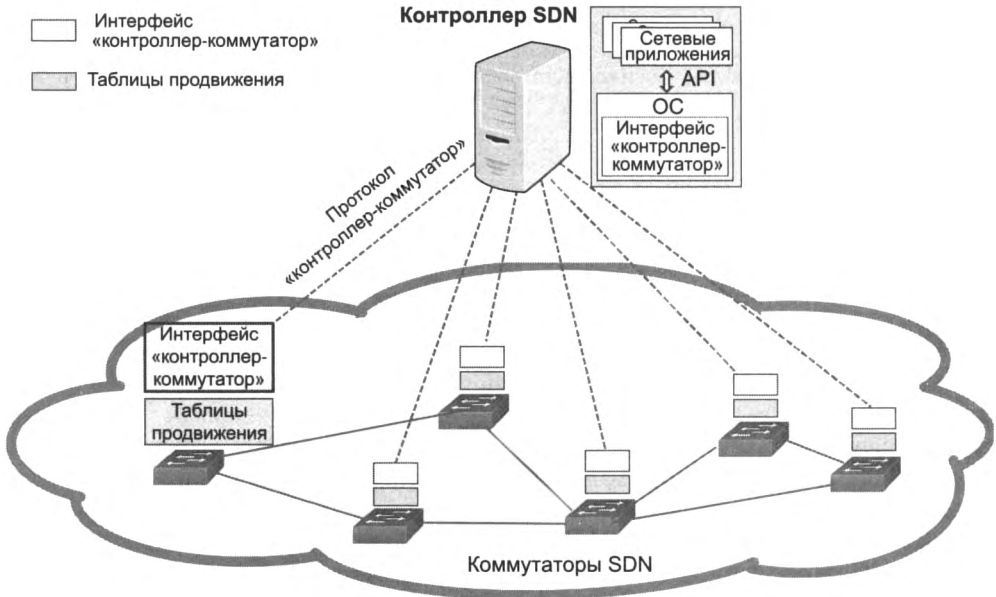 Интерфейс
«контроллер-коммутатор»
Таблицы продвижения
Контроллер SDN
Сетевые
приложения
API
ОС
Интерфейс
«контроллер-
коммутатор»
Протокол
«контроллер-коммутатор»
Интерфейс
«контроллер-
коммутатор»
Таблицы
продвижения
Коммутаторы SDN